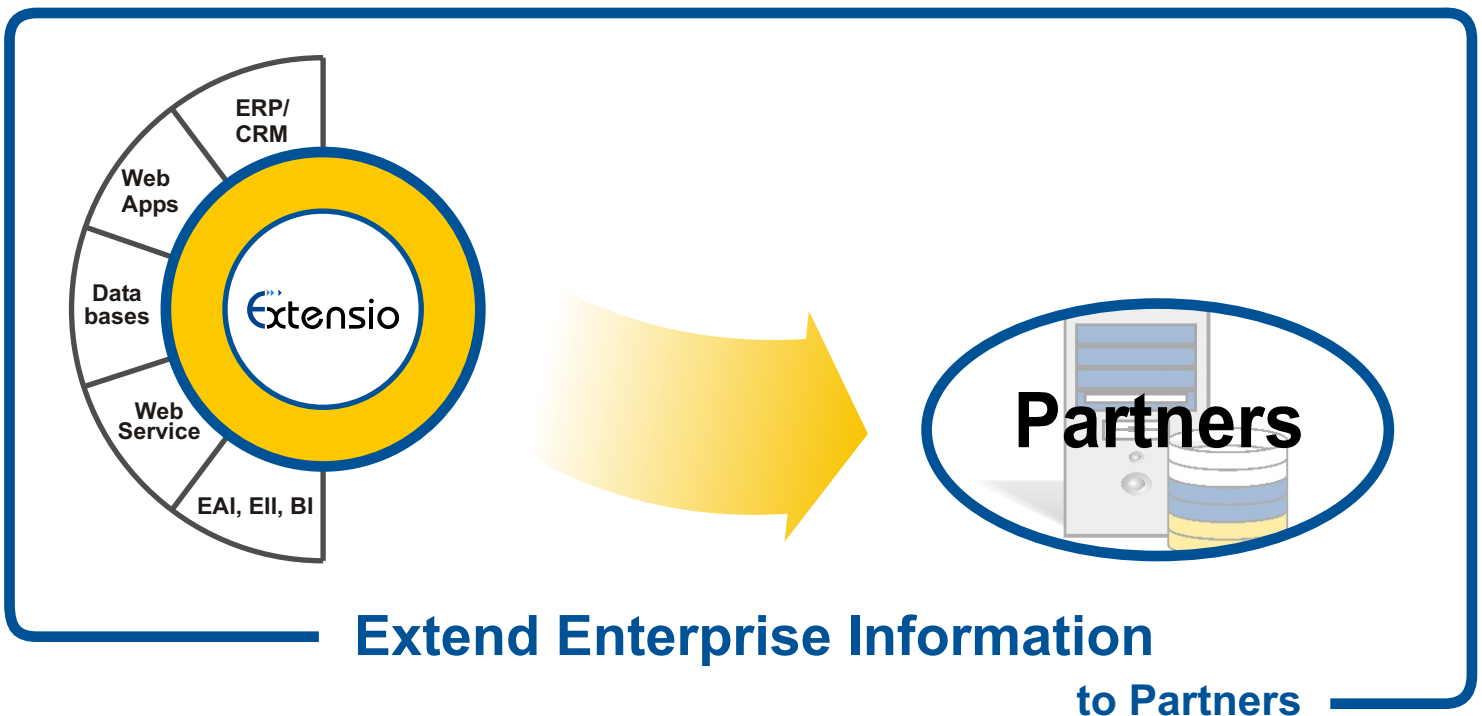 ERP/
CRM
Web
Apps
Data
bases
Web
Service
EAI, EII, BI
Extensio
Partners
Extend Enterprise Information
to Partners